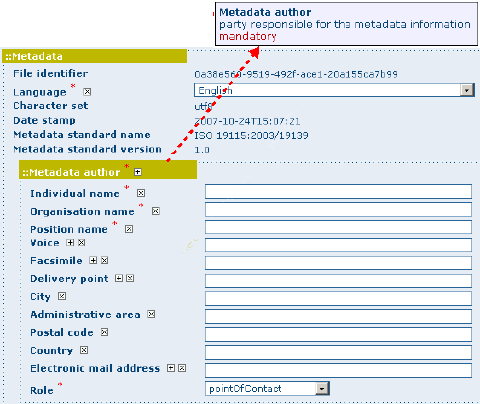 Metadata author
party responsible for the metadata information
mandatory
::Metadata
File identifier 0a38e560-9519-492f-ace1-20a155ca7b99
Language * English
Character set utf8
Date stamp 2007-10-24T15:07:21
Metadata standard name ISO 19115:2003/19139
Metadata standard version 1.0
::Metadata author *
Individual name *
Organisation name *
Position name *
Voice
Facsimile
Delivery point
City
Administrative area
Postal code
Country
Electronic mail address
Role * pointOfContact